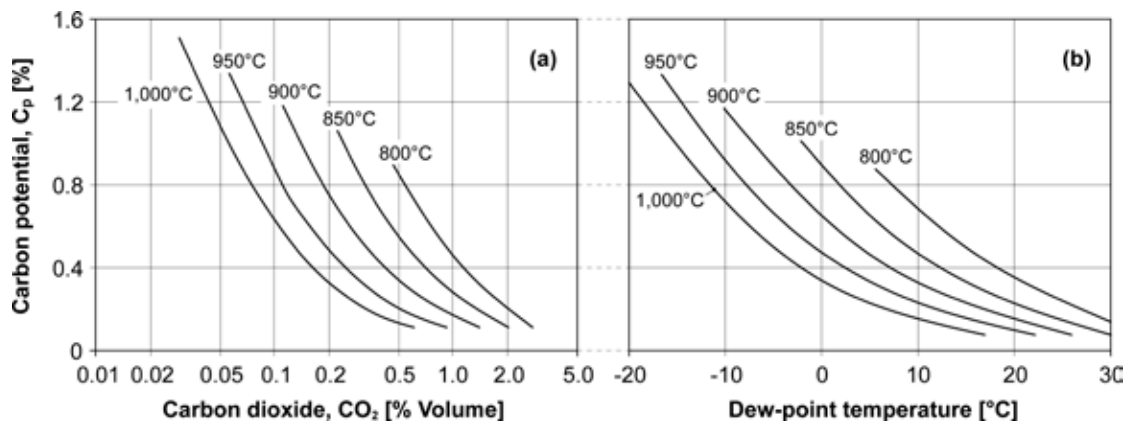 Carbon potential, Cₚ [%]
1.6
1.2
0.8
0.4
0
(a)
950°C
1,000°C
900°C
850°C
800°C
0.01 0.02 0.05 0.1 0.2 0.5 1.0 2.0 5.0
Carbon dioxide, CO₂ [% Volume]
(b)
950°C
900°C
850°C
800°C
1,000°C
-20 -10 0 10 20 30
Dew-point temperature [°C]